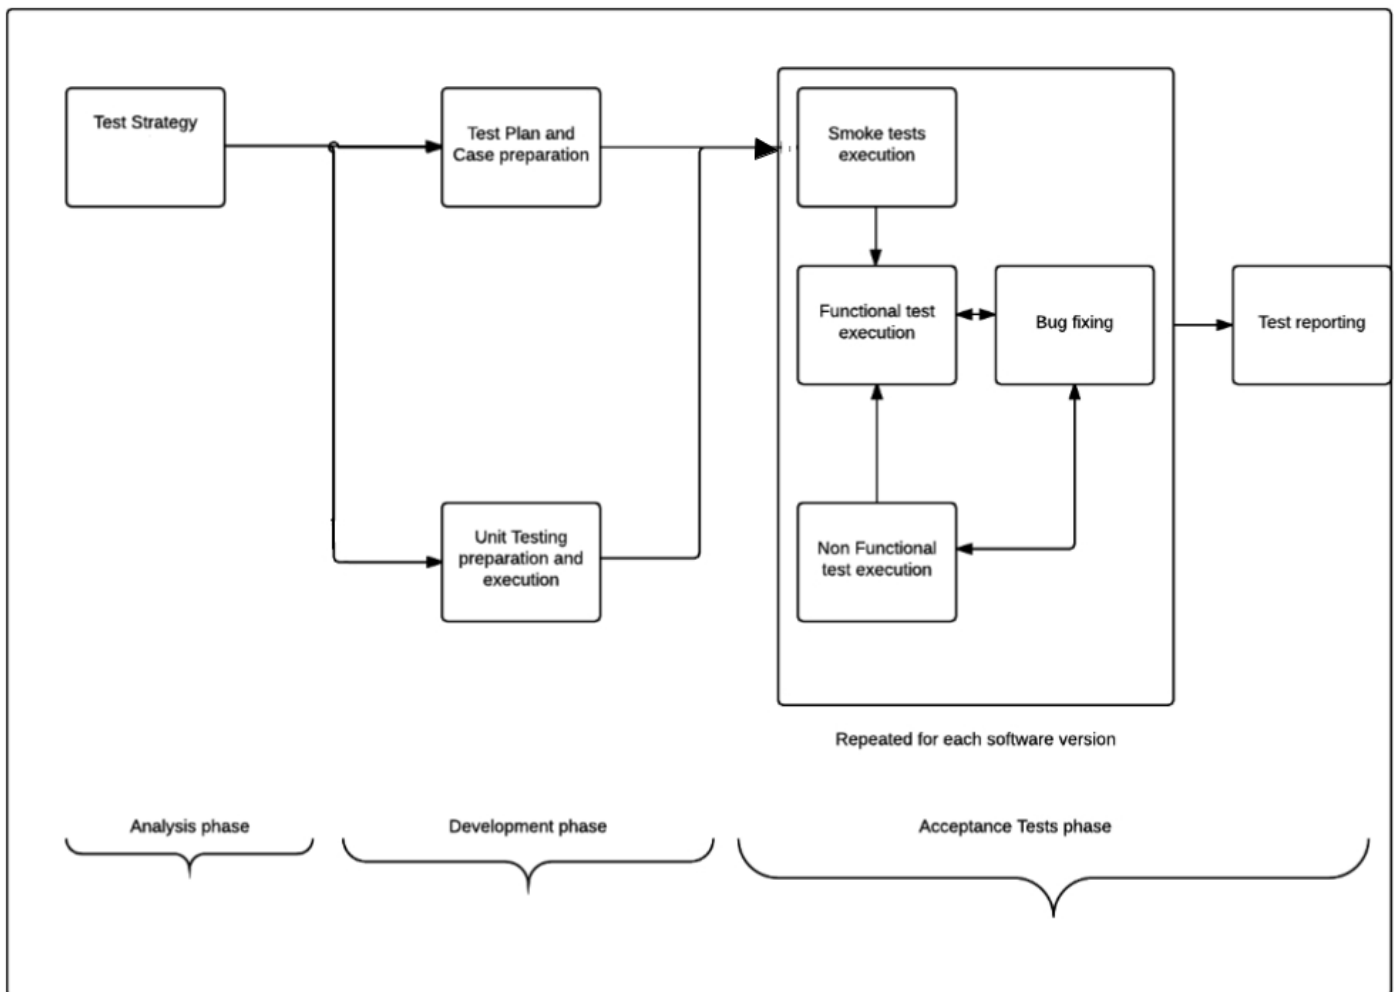 Test Strategy
Test Plan and
Case preparation
Unit Testing
preparation and
execution
Smoke tests
execution
Functional test
execution
Bug fixing
Non Functional
test execution
Test reporting
Repeated for each software version
Analysis phase
Development phase
Acceptance Tests phase